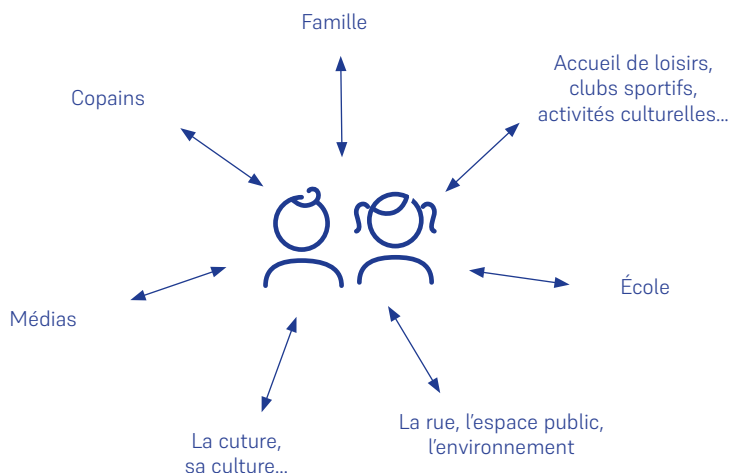 Famille
Accueil de loisirs,
clubs sportifs,
activités culturelles...
Copains
École
Médias
La rue, l'espace public,
l'environnement
La cuture,
sa culture...